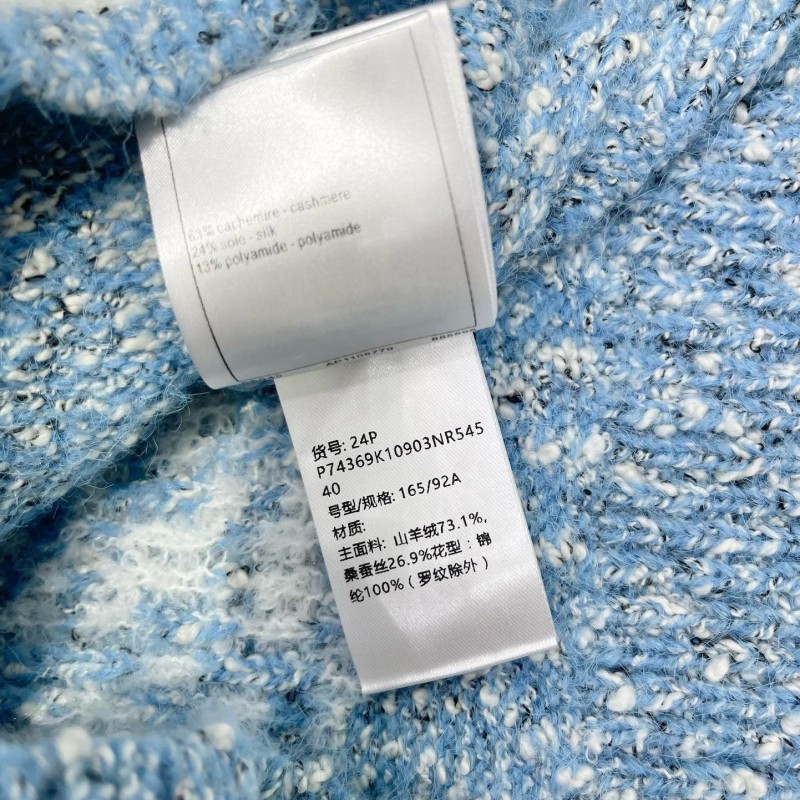 63% cachemire - cashmere
24% soie - silk
13% polyamide - polyamide
货号: 24P
P74369K10903NR545
40
号型/规格: 165/92A
材质:
主面料: 山羊绒73.1%,
桑蚕丝26.9%花型：锦
纶100%（罗纹除外）